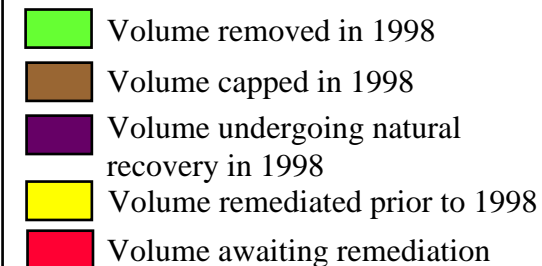 Volume removed in 1998
Volume capped in 1998
Volume undergoing natural
recovery in 1998
Volume remediated prior to 1998
Volume awaiting remediation